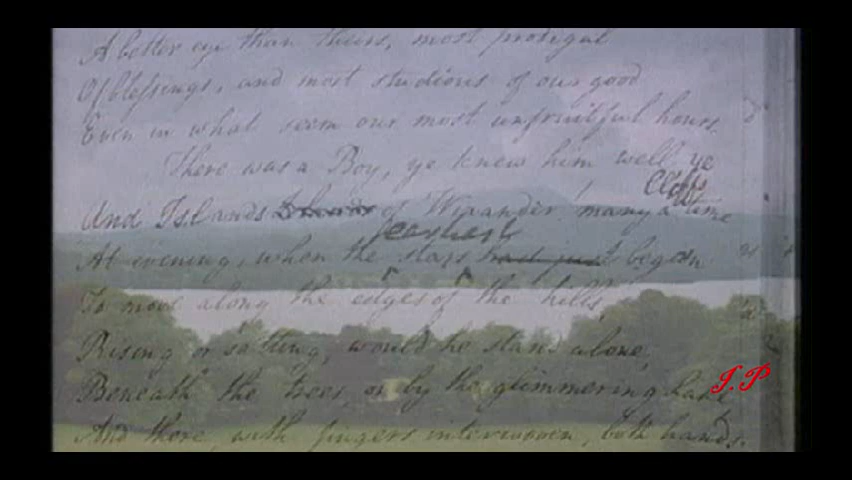 A better eye than theirs, most prodigal
Of blessings, and most studious of our good
Even in what seem our most unfruitful hours.
There was a Boy, ye knew him well, ye
Cliffs
And Islands of Winander, many a time
earliest
At evening, when the stars began
To move along the edges of the hills,
Rising or setting, would he stand alone,
Beneath the trees, or by the glimmering Lake
J.P
And there, with fingers interwoven, both hands.